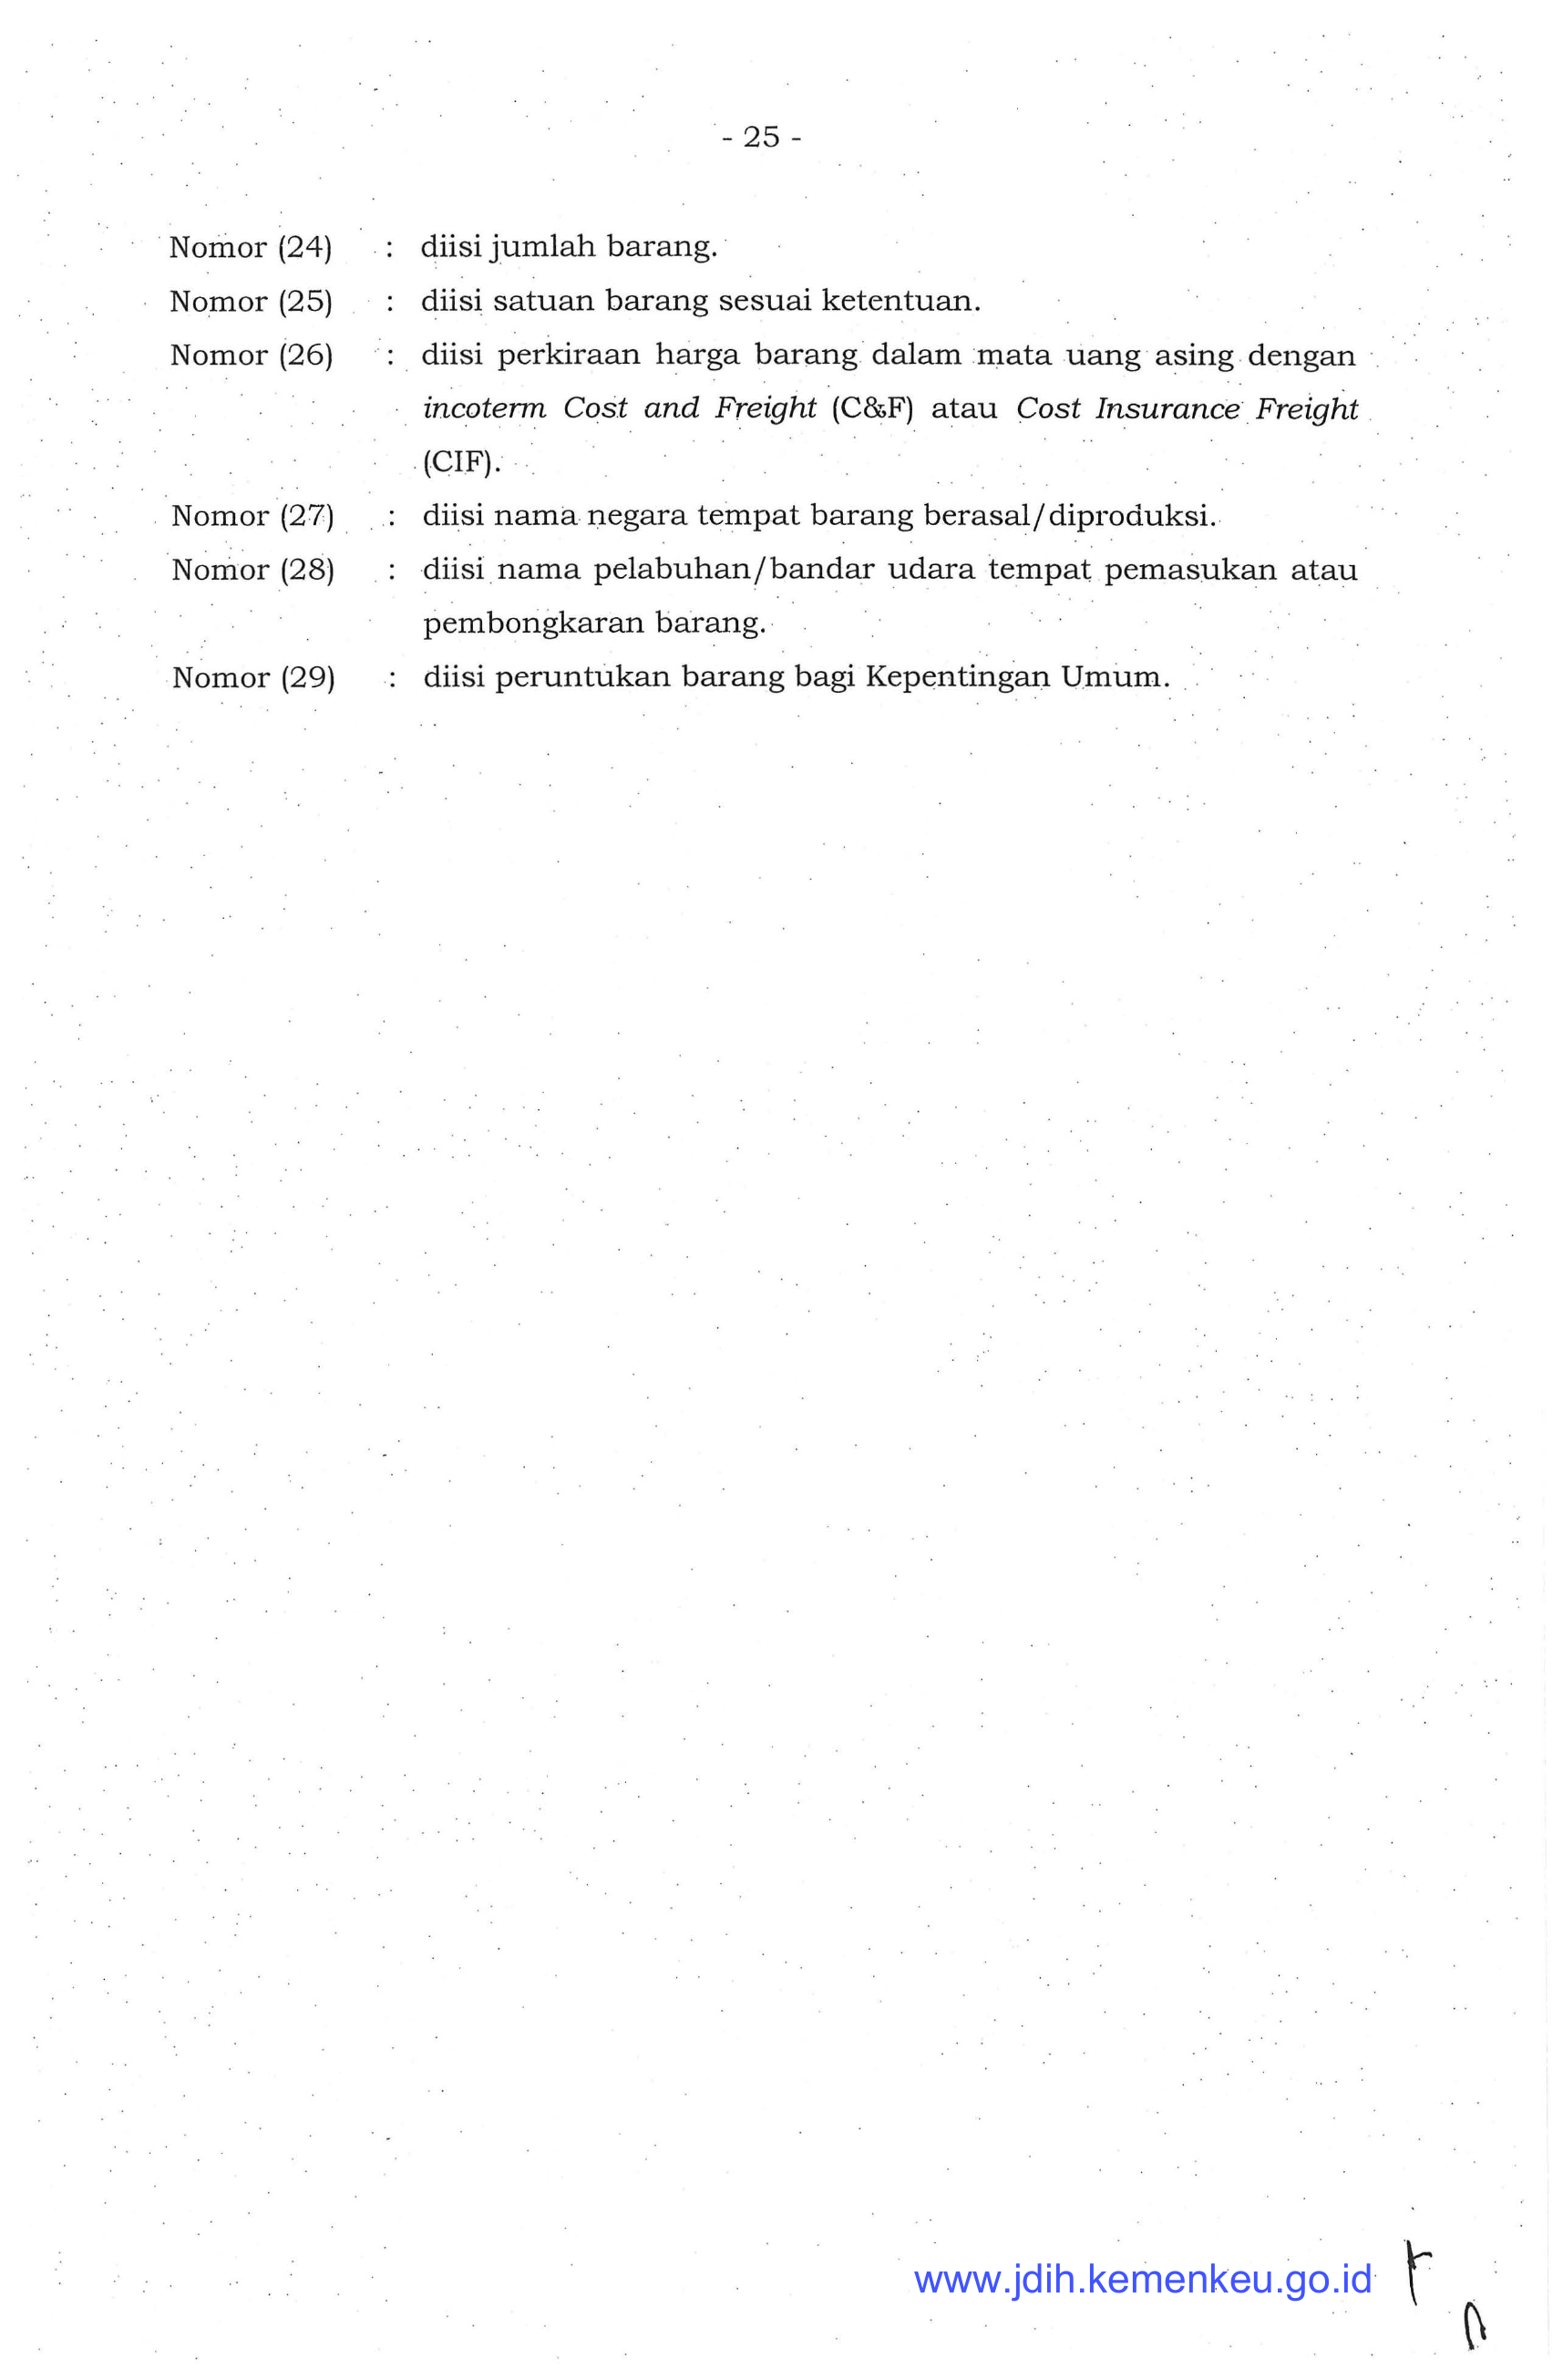 - 25 -
Nomor (24) : diisi jumlah barang.
Nomor (25) : diisi satuan barang sesuai ketentuan.
Nomor (26) : diisi perkiraan harga barang dalam mata uang asing dengan
incoterm Cost and Freight (C&F) atau Cost Insurance Freight
(CIF).
Nomor (27) : diisi nama negara tempat barang berasal/diproduksi.
Nomor (28) : diisi nama pelabuhan/bandar udara tempat pemasukan atau
pembongkaran barang.
Nomor (29) : diisi peruntukan barang bagi Kepentingan Umum.
www.jdih.kemenkeu.go.id